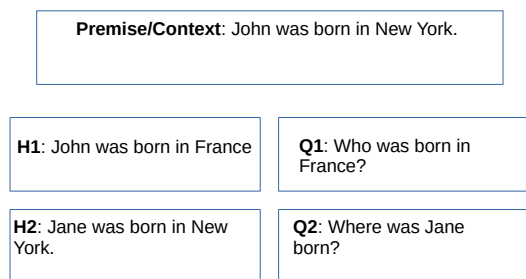 Premise/Context: John was born in New York.
H1: John was born in France
Q1: Who was born in
France?
H2: Jane was born in New
York.
Q2: Where was Jane
born?